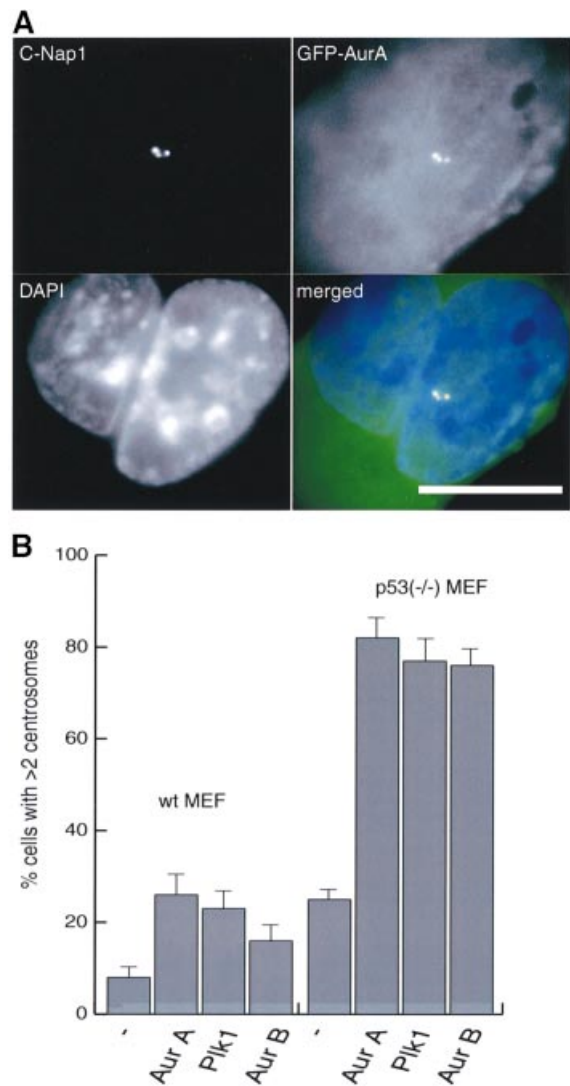 A
C-Nap1
GFP-AurA
DAPI
merged
B
% cells with >2 centrosomes
100
80
60
40
20
0
wt MEF
p53(-/-) MEF
-
Aur A
Plk1
Aur B
-
Aur A
Plk1
Aur B